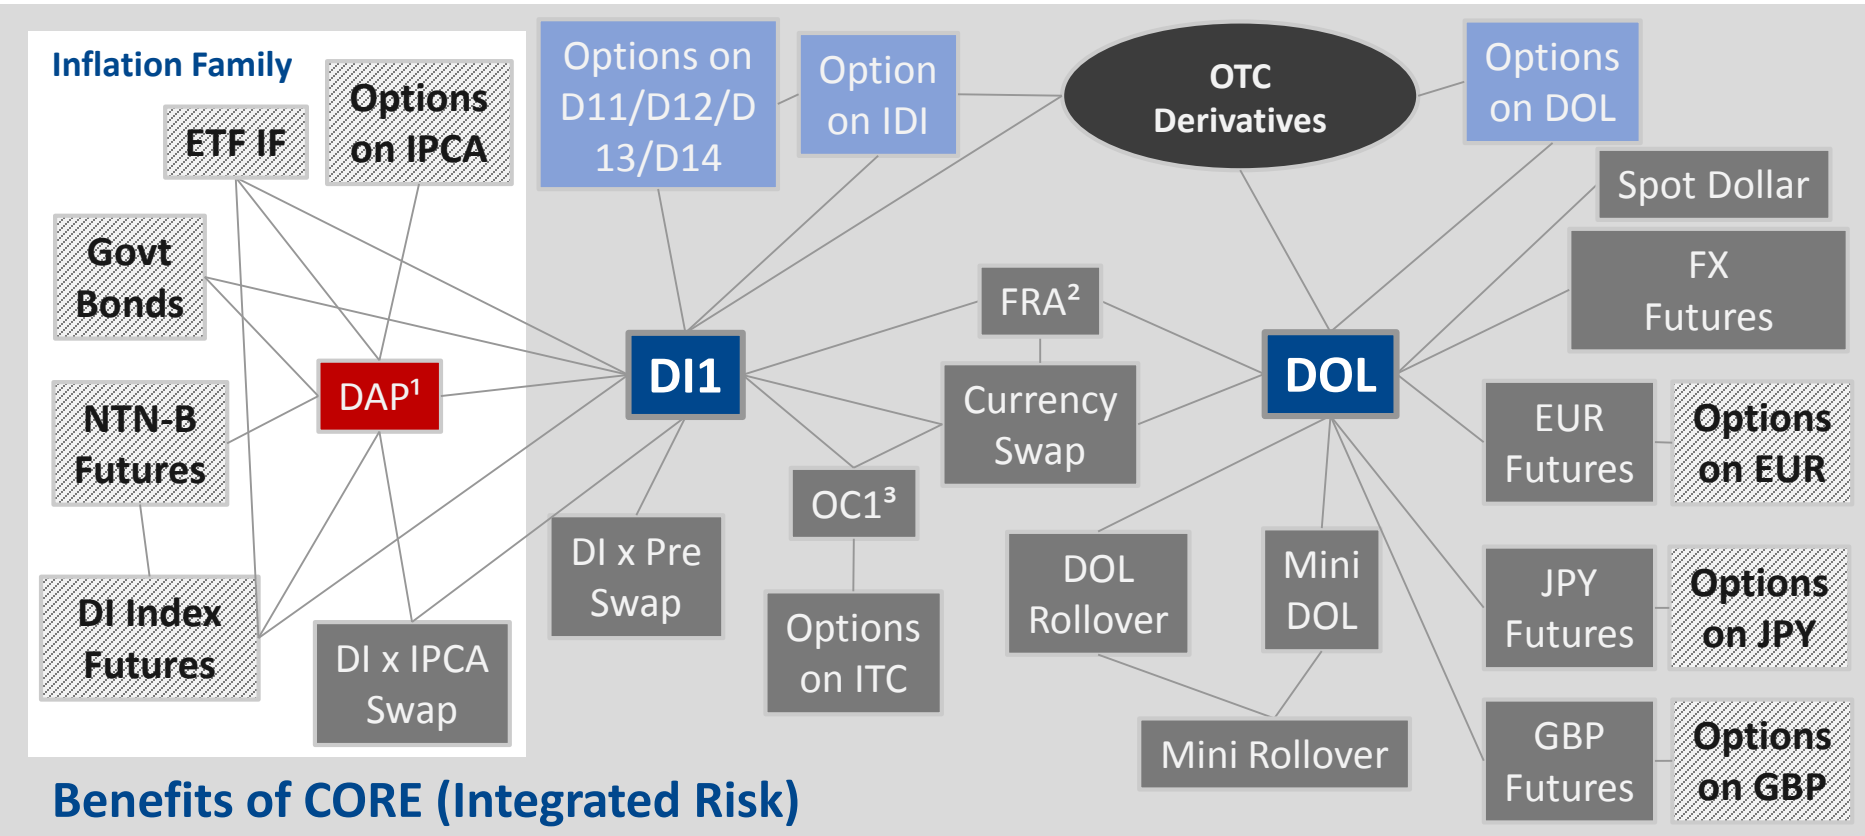 Inflation Family
ETF IF
Options
on IPCA
Govt
Bonds
NTN-B
Futures
DAP¹
DI Index
Futures
DI x IPCA
Swap
Options on
D11/D12/D
13/D14
Option
on IDI
OTC
Derivatives
Options
on DOL
Spot Dollar
FX
Futures
FRA²
DI1
DOL
Currency
Swap
OC1³
DI x Pre
Swap
Options
on ITC
DOL
Rollover
Mini
DOL
Mini Rollover
EUR
Futures
Options
on EUR
JPY
Futures
Options
on JPY
GBP
Futures
Options
on GBP
Benefits of CORE (Integrated Risk)